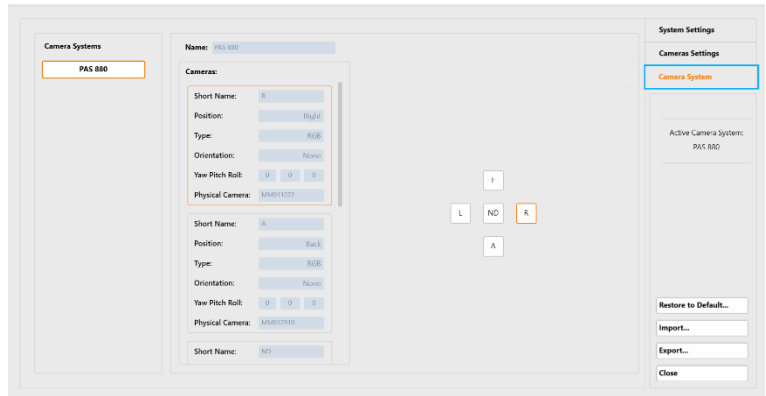 Camera Systems
PAS 880
Name: PAS 880
Cameras:
Short Name: R
Position: Right
Type: RGB
Orientation: None
Yaw Pitch Roll: 0 0 0
Physical Camera: MM011222
Short Name: A
Position: Back
Type: RGB
Orientation: None
Yaw Pitch Roll: 0 0 0
Physical Camera: MM052010
Short Name: ND
F
L ND R
A
System Settings
Cameras Settings
Camera System
Active Camera System:
PAS 880
Restore to Default...
Import...
Export...
Close